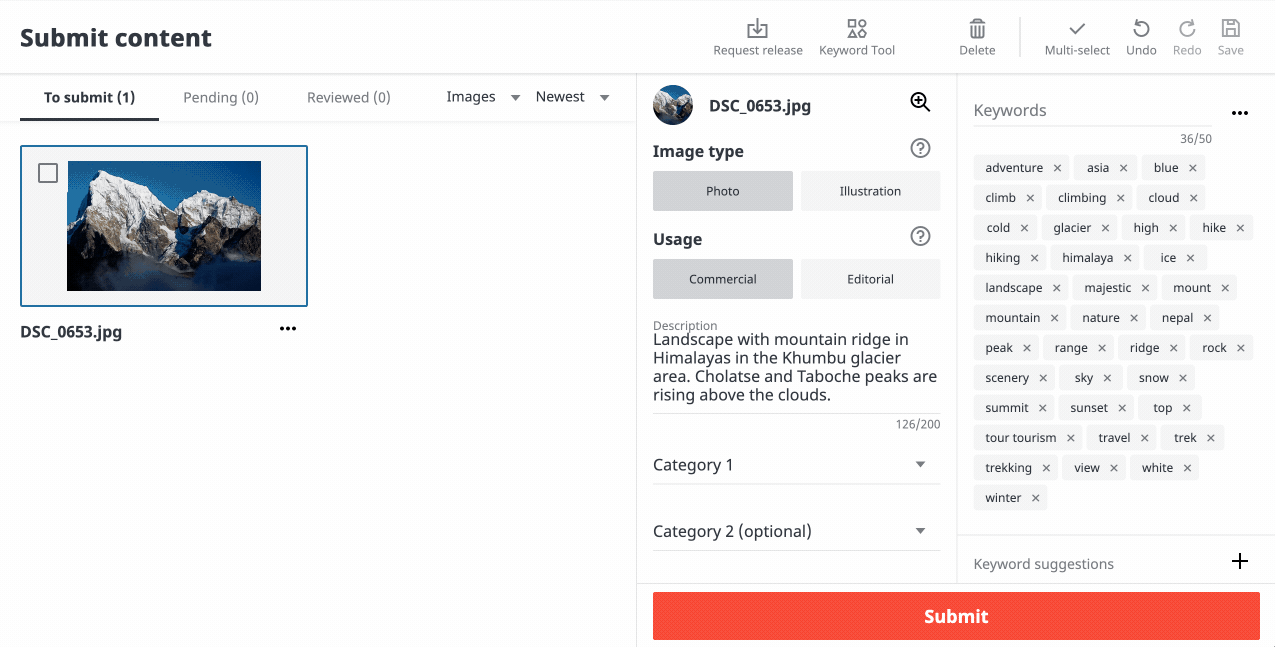 Submit content
Request release
Keyword Tool
Delete
Multi-select
Undo
Redo
Save
To submit (1)
Pending (0)
Reviewed (0)
Images
Newest
DSC_0653.jpg
DSC_0653.jpg
Image type
Photo
Illustration
Usage
Commercial
Editorial
Description
Landscape with mountain ridge in
Himalayas in the Khumbu glacier
area. Cholatse and Taboche peaks are
rising above the clouds.
126/200
Category 1
Category 2 (optional)
Keywords
36/50
adventure × asia × blue ×
climb × climbing × cloud ×
cold × glacier × high × hike ×
hiking × himalaya × ice ×
landscape × majestic × mount ×
mountain × nature × nepal ×
peak × range × ridge × rock ×
scenery × sky × snow ×
summit × sunset × top ×
tour tourism × travel × trek ×
trekking × view × white ×
winter ×
Keyword suggestions
Submit